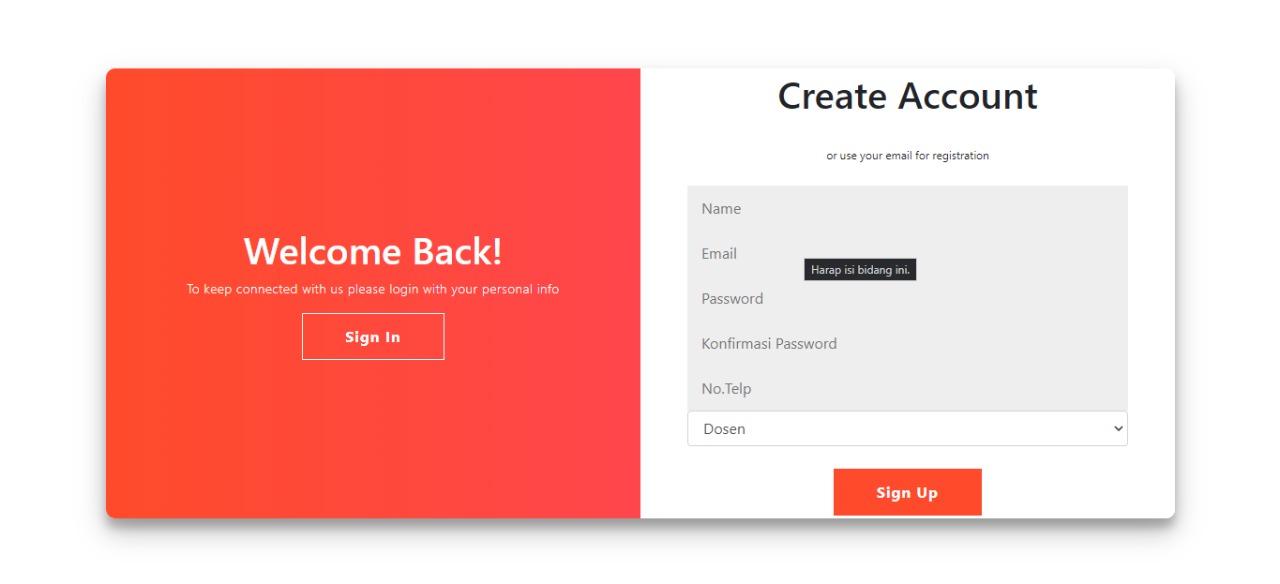 Welcome Back!
To keep connected with us please login with your personal info
Sign In
Create Account
or use your email for registration
Name
Email
Harap isi bidang ini.
Password
Konfirmasi Password
No.Telp
Dosen
Sign Up